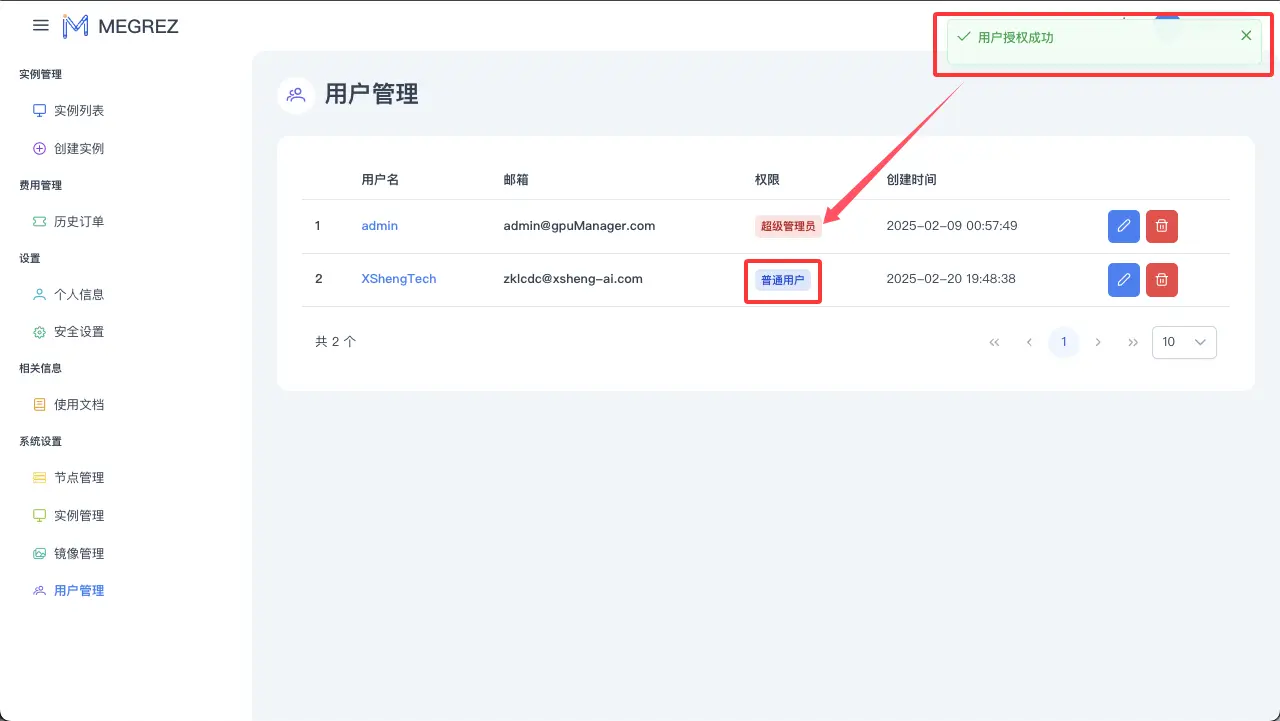 MEGREZ
用户授权成功
实例管理
实例列表
创建实例
费用管理
历史订单
设置
个人信息
安全设置
相关信息
使用文档
系统设置
节点管理
实例管理
镜像管理
用户管理
用户管理
用户名 邮箱 权限 创建时间
1 admin admin@gpuManager.com 超级管理员 2025-02-09 00:57:49
2 XShengTech zklcdc@xsheng-ai.com 普通用户 2025-02-20 19:48:38
共 2 个 1 10